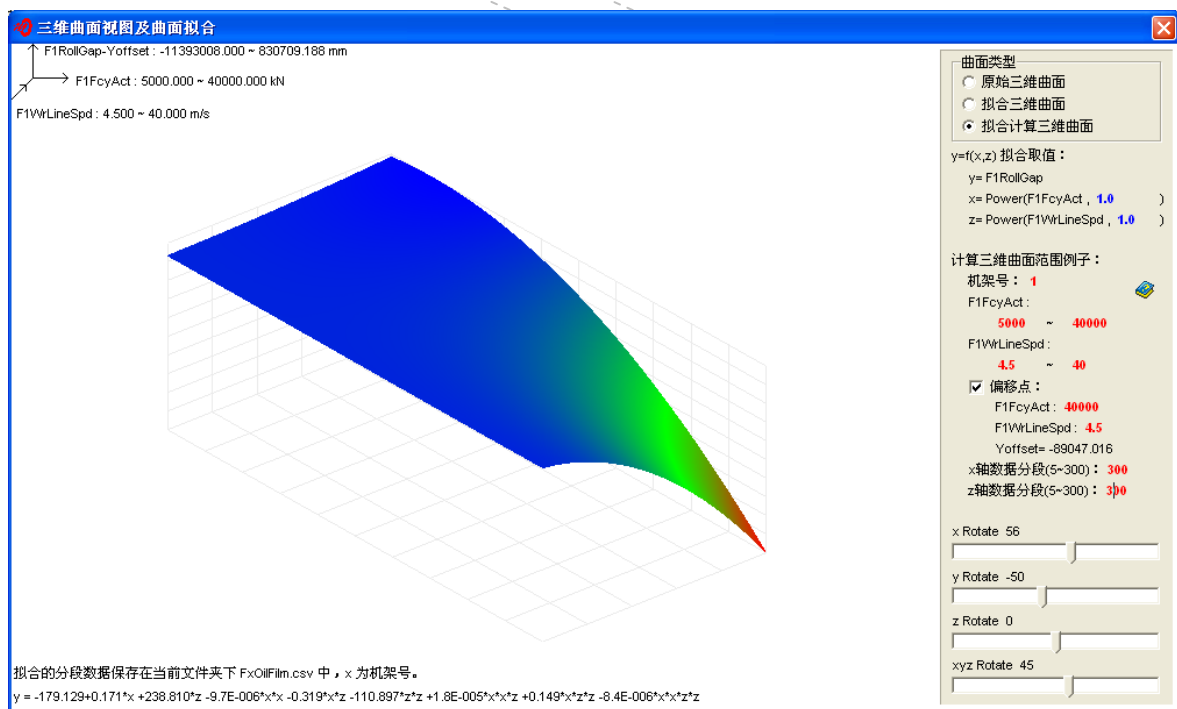 三维曲面视图及曲面拟合
F1RollGap-Yoffset : -11393008.000 ~ 830709.188 mm
F1FcyAct : 5000.000 ~ 40000.000 kN
F1WrLineSpd : 4.500 ~ 40.000 m/s
曲面类型
原始三维曲面
拟合三维曲面
拟合计算三维曲面
y=f(x,z) 拟合取值：
y= F1RollGap
x= Power(F1FcyAct , 1.0 )
z= Power(F1WrLineSpd , 1.0 )
计算三维曲面范围例子：
机架号： 1
F1FcyAct :
5000 ~ 40000
F1WrLineSpd :
4.5 ~ 40
偏移点：
F1FcyAct : 40000
F1WrLineSpd : 4.5
Yoffset= -89047.016
x轴数据分段(5~300)： 300
z轴数据分段(5~300)： 300
x Rotate 56
y Rotate -50
z Rotate 0
xyz Rotate 45
拟合的分段数据保存在当前文件夹下 FxOilFilm.csv 中，x 为机架号。
y = -179.129+0.171*x +238.810*z -9.7E-006*x*x -0.319*x*z -110.897*z*z +1.8E-005*x*x*z +0.149*x*z*z -8.4E-006*x*x*z*z